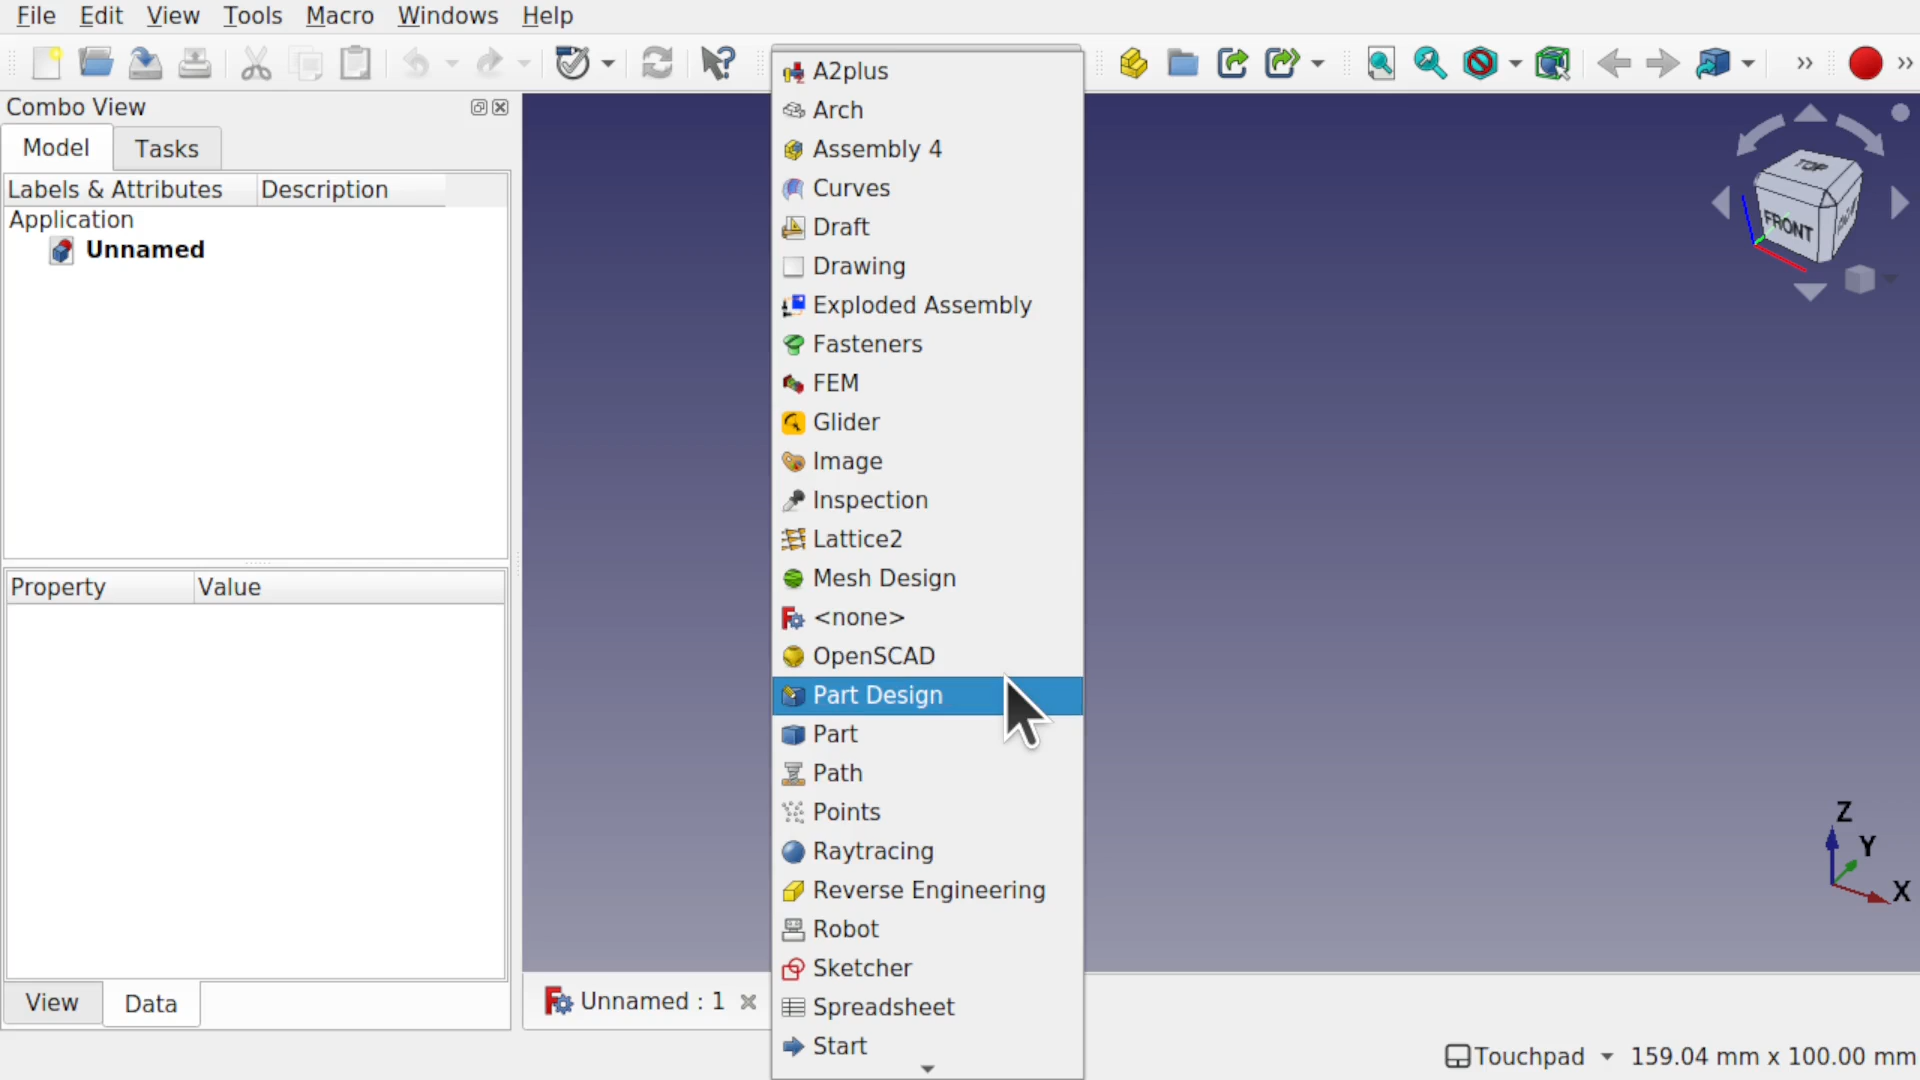 File Edit View Tools Macro Windows Help
Combo View
Model Tasks
Labels & Attributes Description
Application
Unnamed
Property Value
View Data
A2plus
Arch
Assembly 4
Curves
Draft
Drawing
Exploded Assembly
Fasteners
FEM
Glider
Image
Inspection
Lattice2
Mesh Design
<none>
OpenSCAD
Part Design
Part
Path
Points
Raytracing
Reverse Engineering
Robot
Sketcher
Spreadsheet
Start
Unnamed : 1
TOP
FRONT
Z
Y
X
Touchpad 159.04 mm x 100.00 mm